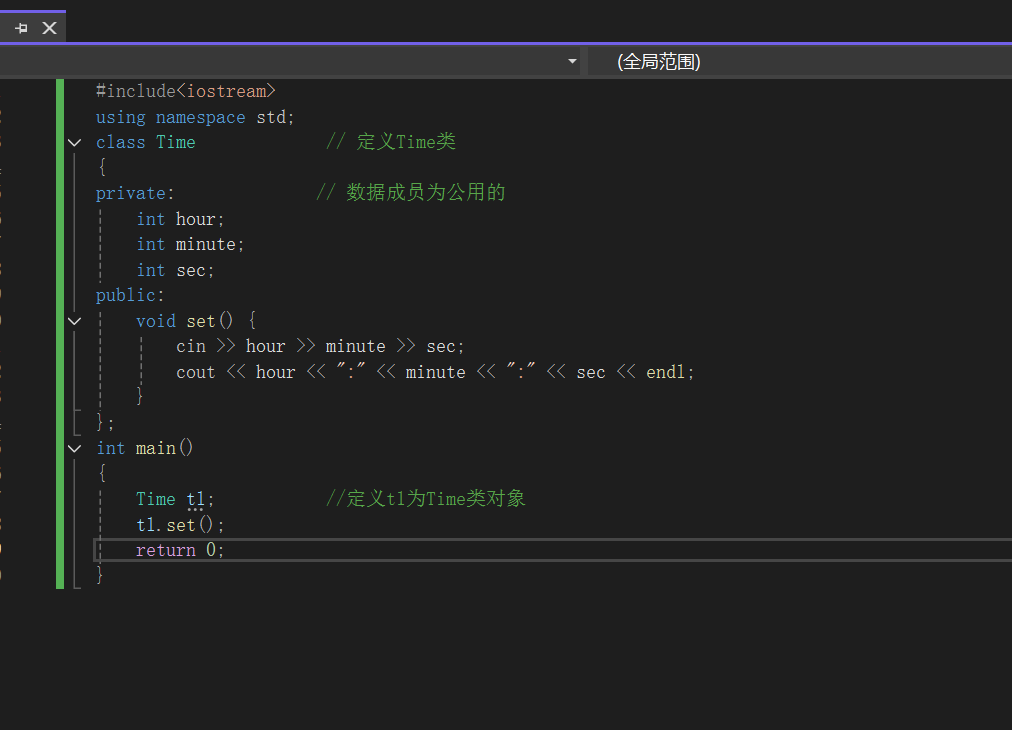 (全局范围)
#include<iostream>
using namespace std;
class Time // 定义Time类
{
private: // 数据成员为公用的
int hour;
int minute;
int sec;
public:
void set() {
cin >> hour >> minute >> sec;
cout << hour << ":" << minute << ":" << sec << endl;
}
};
int main()
{
Time tl; //定义t1为Time类对象
tl.set();
return 0;
}